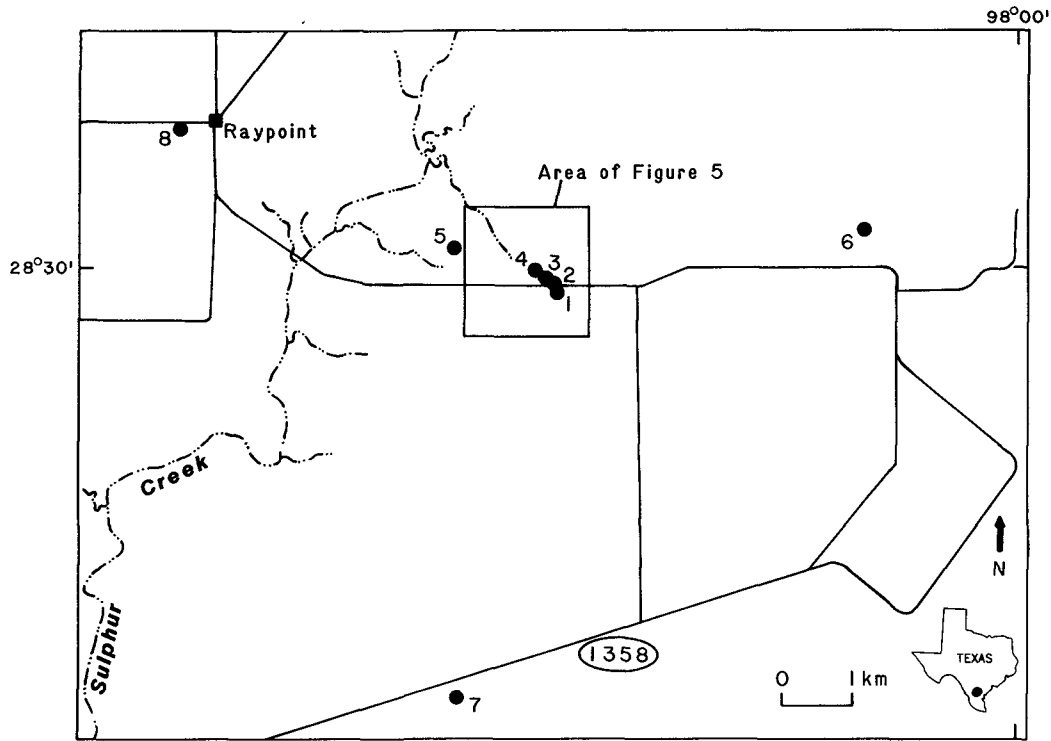 98°00'
Raypoint
8
Area of Figure 5
5
6
4
3
2
1
28°30'
Creek
Sulphur
N
TEXAS
1358
0 1 km
7